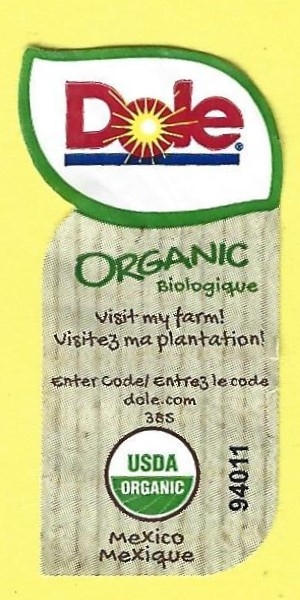 Dole®
ORGANIC
Biologique
Visit my farm!
Visitez ma plantation!
Enter Code/ Entrez le code
dole.com
385
USDA
ORGANIC
94011
Mexico
Mexique